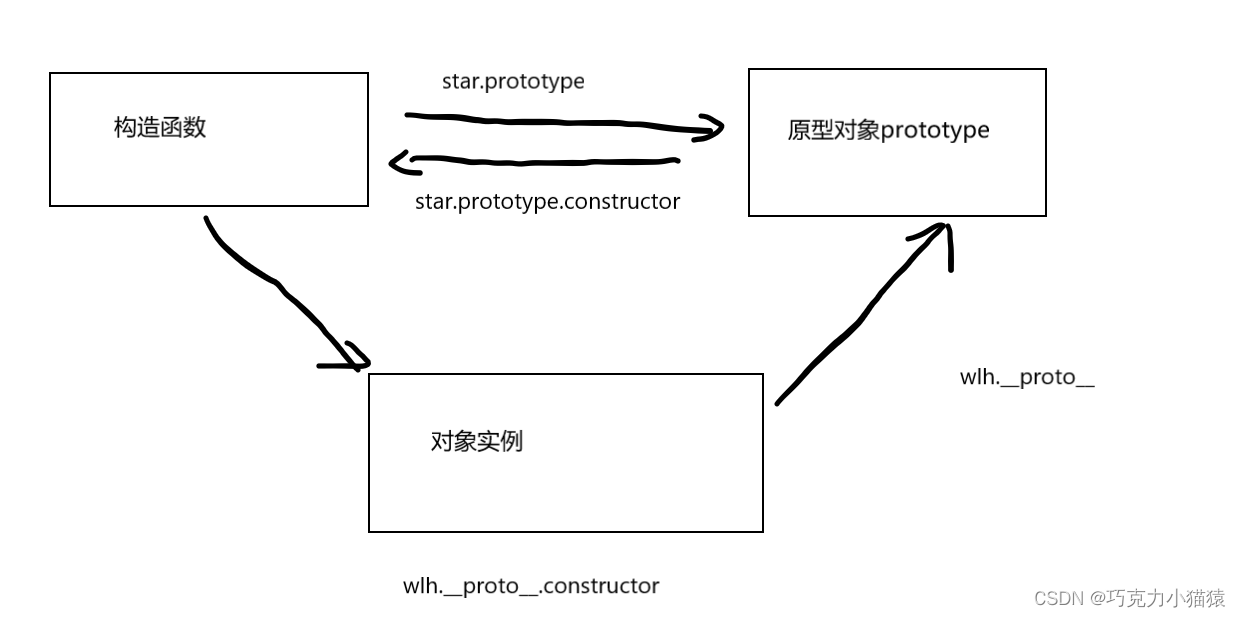 star.prototype
构造函数
原型对象prototype
star.prototype.constructor
wlh.__proto__
对象实例
wlh.__proto__.constructor
CSDN @巧克力小猫猿